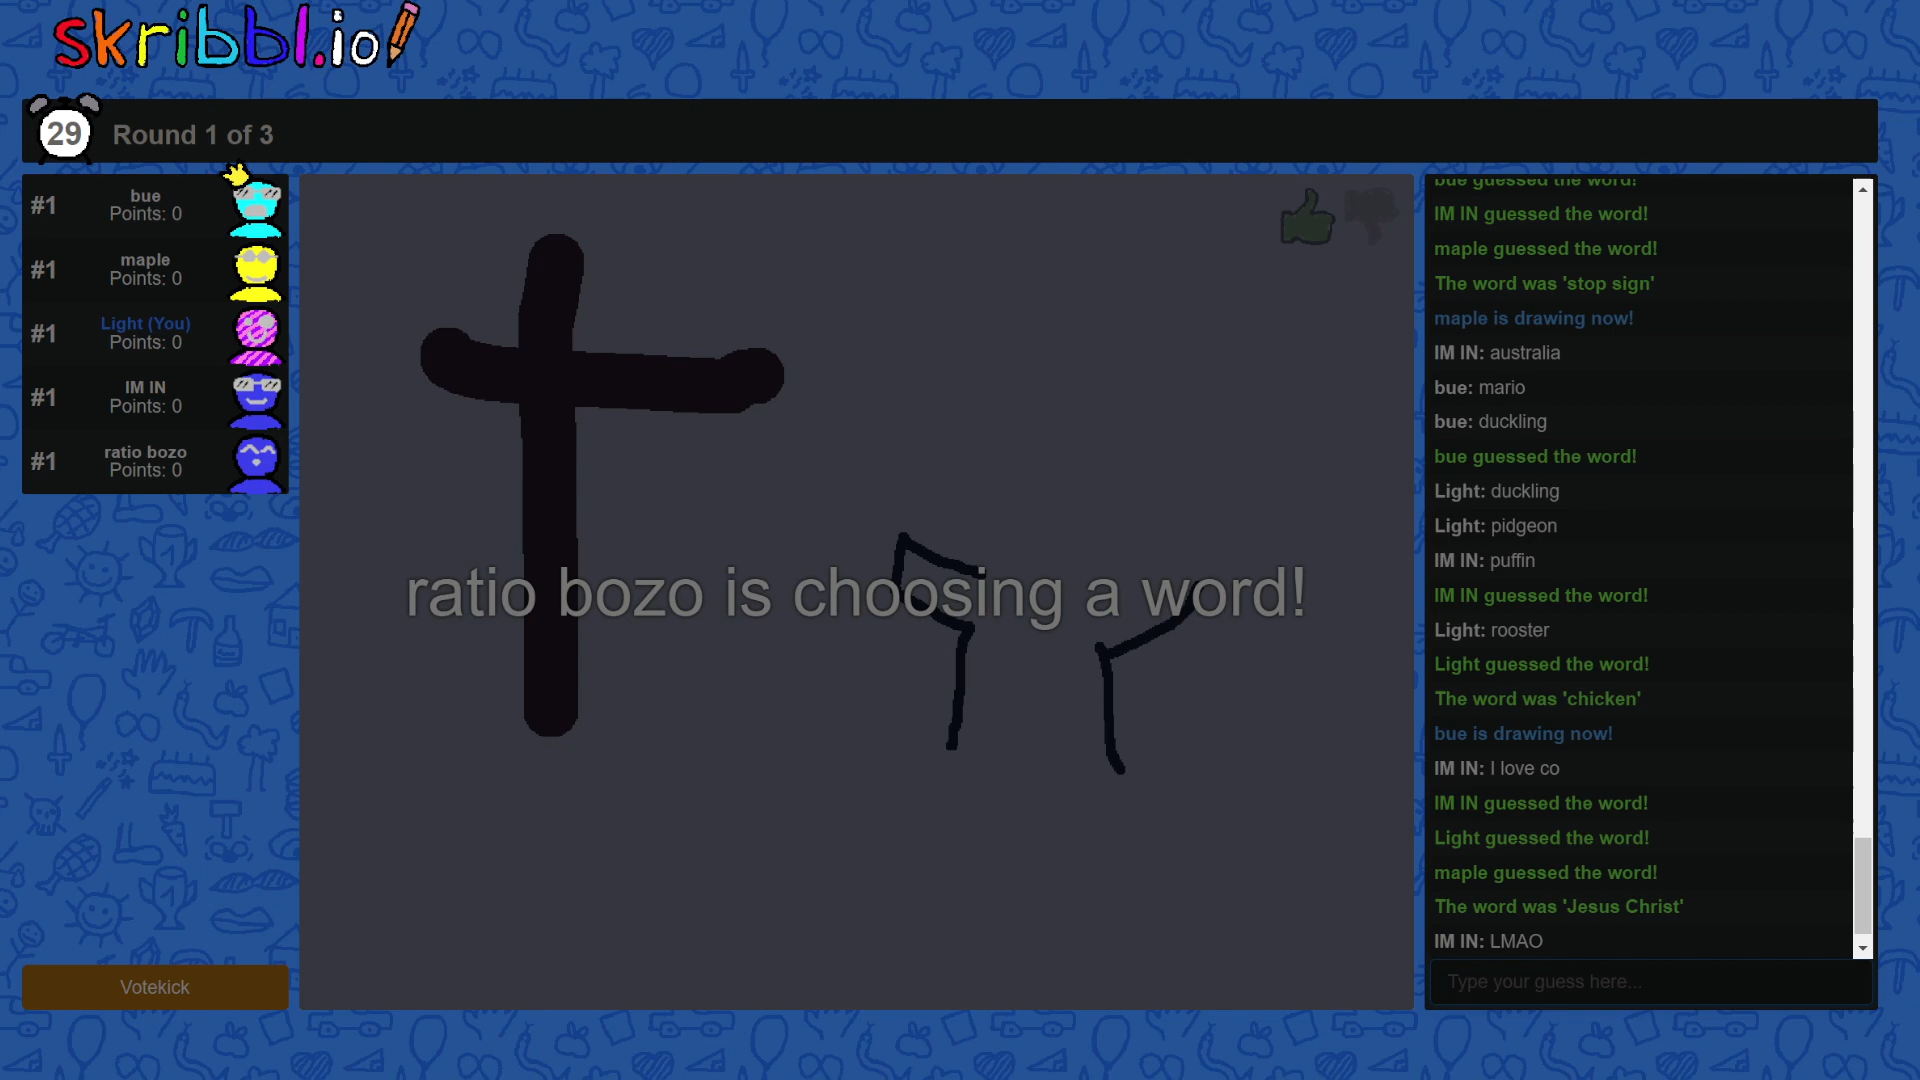 skribbl.io
29
Round 1 of 3
#1
bue
Points: 0
#1
maple
Points: 0
#1
Light (You)
Points: 0
#1
IM IN
Points: 0
#1
ratio bozo
Points: 0
Votekick
ratio bozo is choosing a word!
bue guessed the word!
IM IN guessed the word!
maple guessed the word!
The word was 'stop sign'
maple is drawing now!
IM IN: australia
bue: mario
bue: duckling
bue guessed the word!
Light: duckling
Light: pidgeon
IM IN: puffin
IM IN guessed the word!
Light: rooster
Light guessed the word!
The word was 'chicken'
bue is drawing now!
IM IN: I love co
IM IN guessed the word!
Light guessed the word!
maple guessed the word!
The word was 'Jesus Christ'
IM IN: LMAO
Type your guess here...